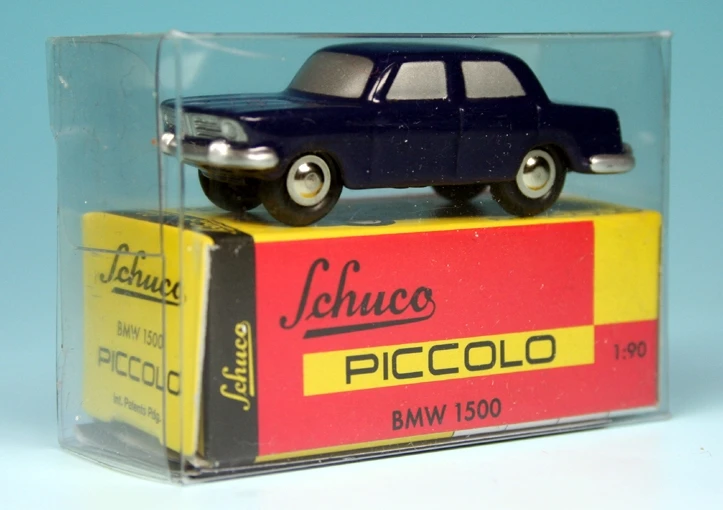 Schuco
BMW 1500
PICCOLO
Int. Patents Pdg.
Schuco
Schuco
PICCOLO
1:90
BMW 1500